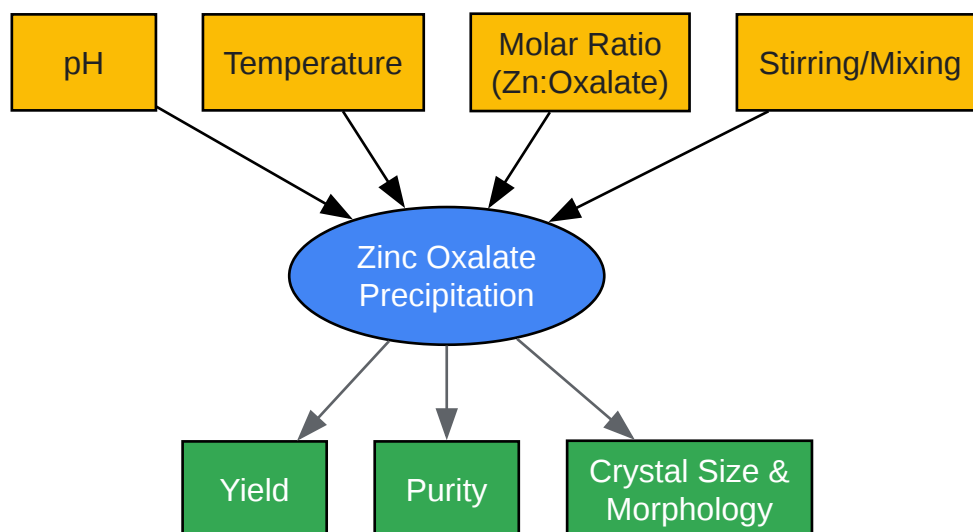 pH
Temperature
Molar Ratio
(Zn:Oxalate)
Stirring/Mixing
Zinc Oxalate
Precipitation
Yield
Purity
Crystal Size &
Morphology